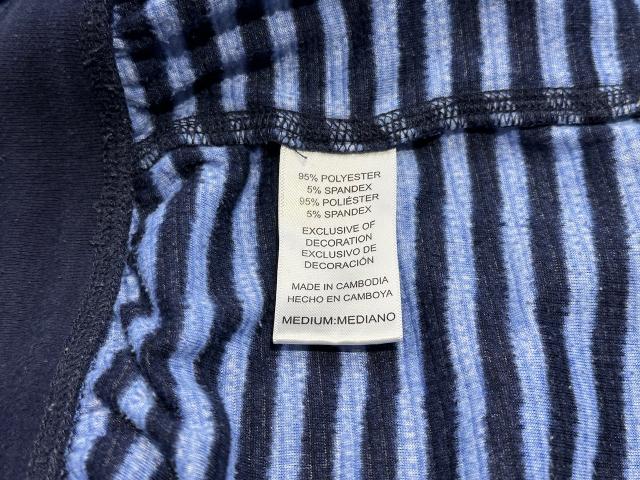 95% POLYESTER
5% SPANDEX
95% POLIÉSTER
5% SPANDEX
EXCLUSIVE OF
DECORATION
EXCLUSIVO DE
DECORACIÓN
MADE IN CAMBODIA
HECHO EN CAMBOYA
MEDIUM:MEDIANO